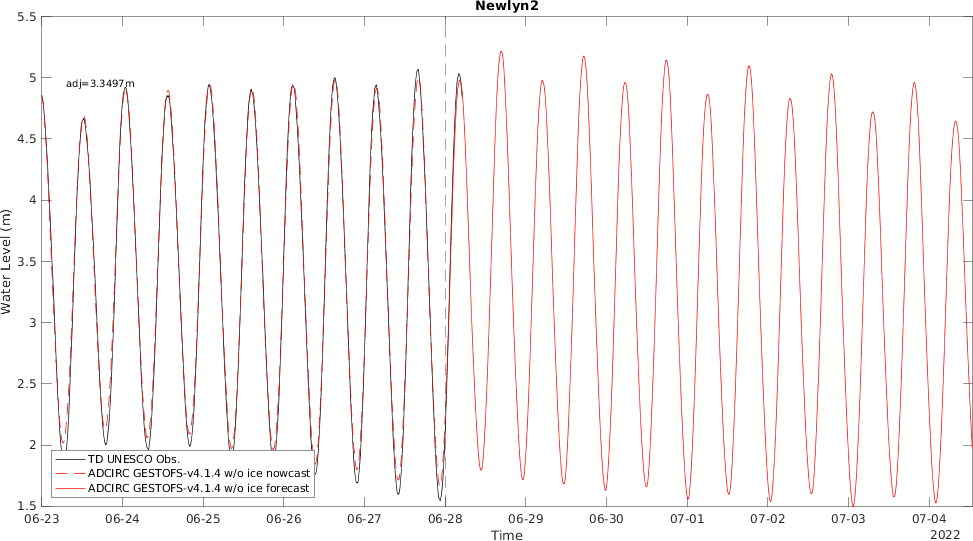 Newlyn2
adj=3.3497m
5.5
5
4.5
4
3.5
3
2.5
2
1.5
Water Level (m)
TD UNESCO Obs.
ADCIRC GESTOFS-v4.1.4 w/o ice nowcast
ADCIRC GESTOFS-v4.1.4 w/o ice forecast
06-23 06-24 06-25 06-26 06-27 06-28 06-29 06-30 07-01 07-02 07-03 07-04
2022
Time